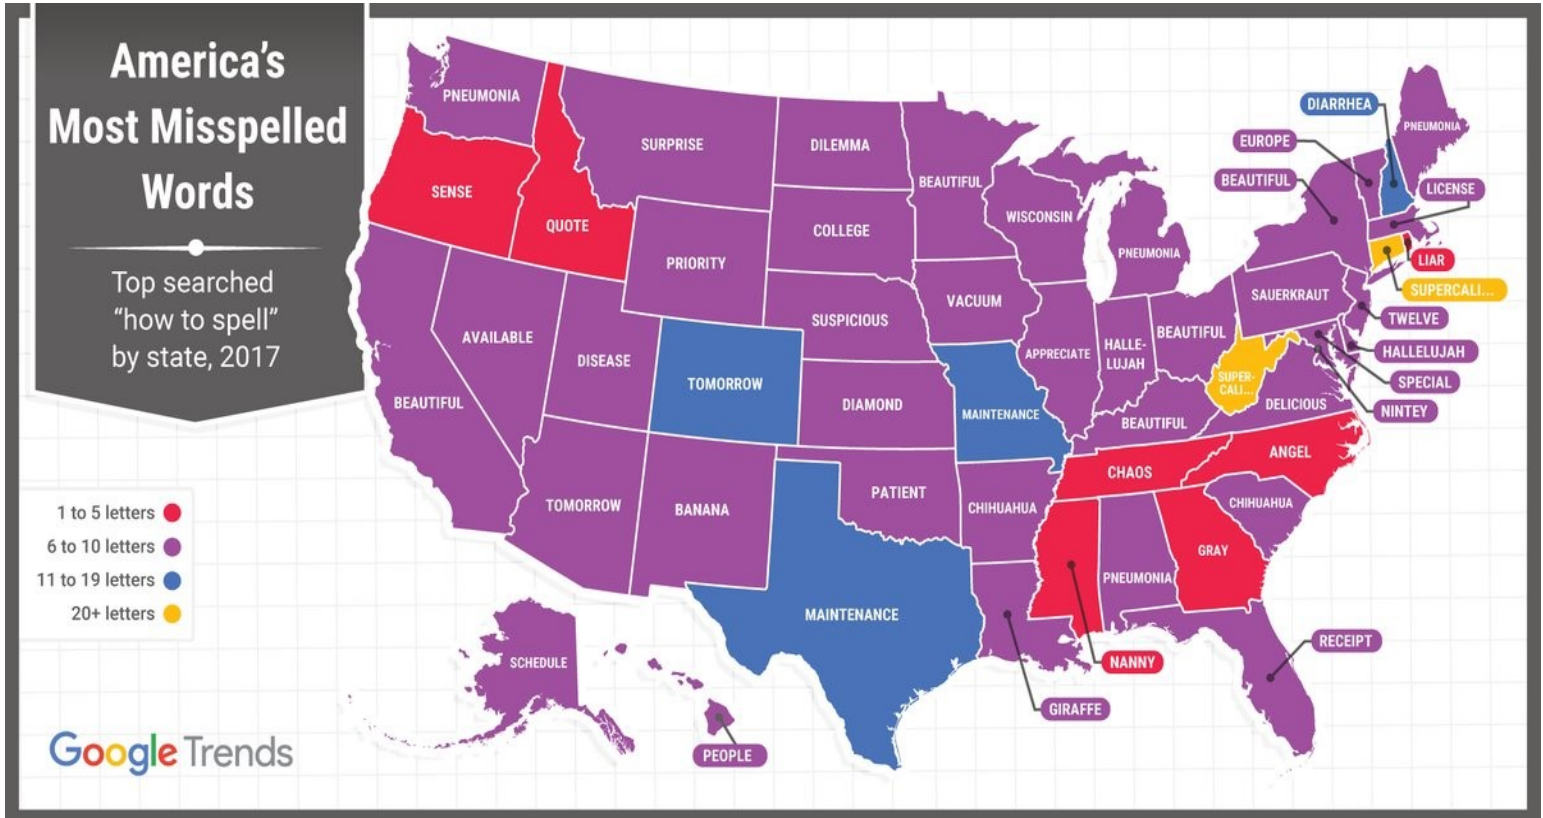 America's
Most Misspelled
Words
Top searched
“how to spell”
by state, 2017
1 to 5 letters
6 to 10 letters
11 to 19 letters
20+ letters
Google Trends
PNEUMONIA
SENSE
QUOTE
SURPRISE
DILEMMA
BEAUTIFUL
WISCONSIN
PNEUMONIA
COLLEGE
PRIORITY
SUSPICIOUS
VACUUM
AVAILABLE
DISEASE
TOMORROW
DIAMOND
MAINTENANCE
APPRECIATE
HALLE-
LUJAH
BEAUTIFUL
BEAUTIFUL
TOMORROW
BANANA
PATIENT
CHIHUAHUA
MAINTENANCE
SCHEDULE
PEOPLE
GIRAFFE
NANNY
PNEUMONIA
GRAY
RECEIPT
CHIHUAHUA
CHAOS
ANGEL
BEAUTIFUL
DELICIOUS
SUPER-
CALI...
SAUERKRAUT
DIARRHEA
EUROPE
BEAUTIFUL
PNEUMONIA
LICENSE
LIAR
SUPERCALI...
TWELVE
HALLELUJAH
SPECIAL
NINTEY